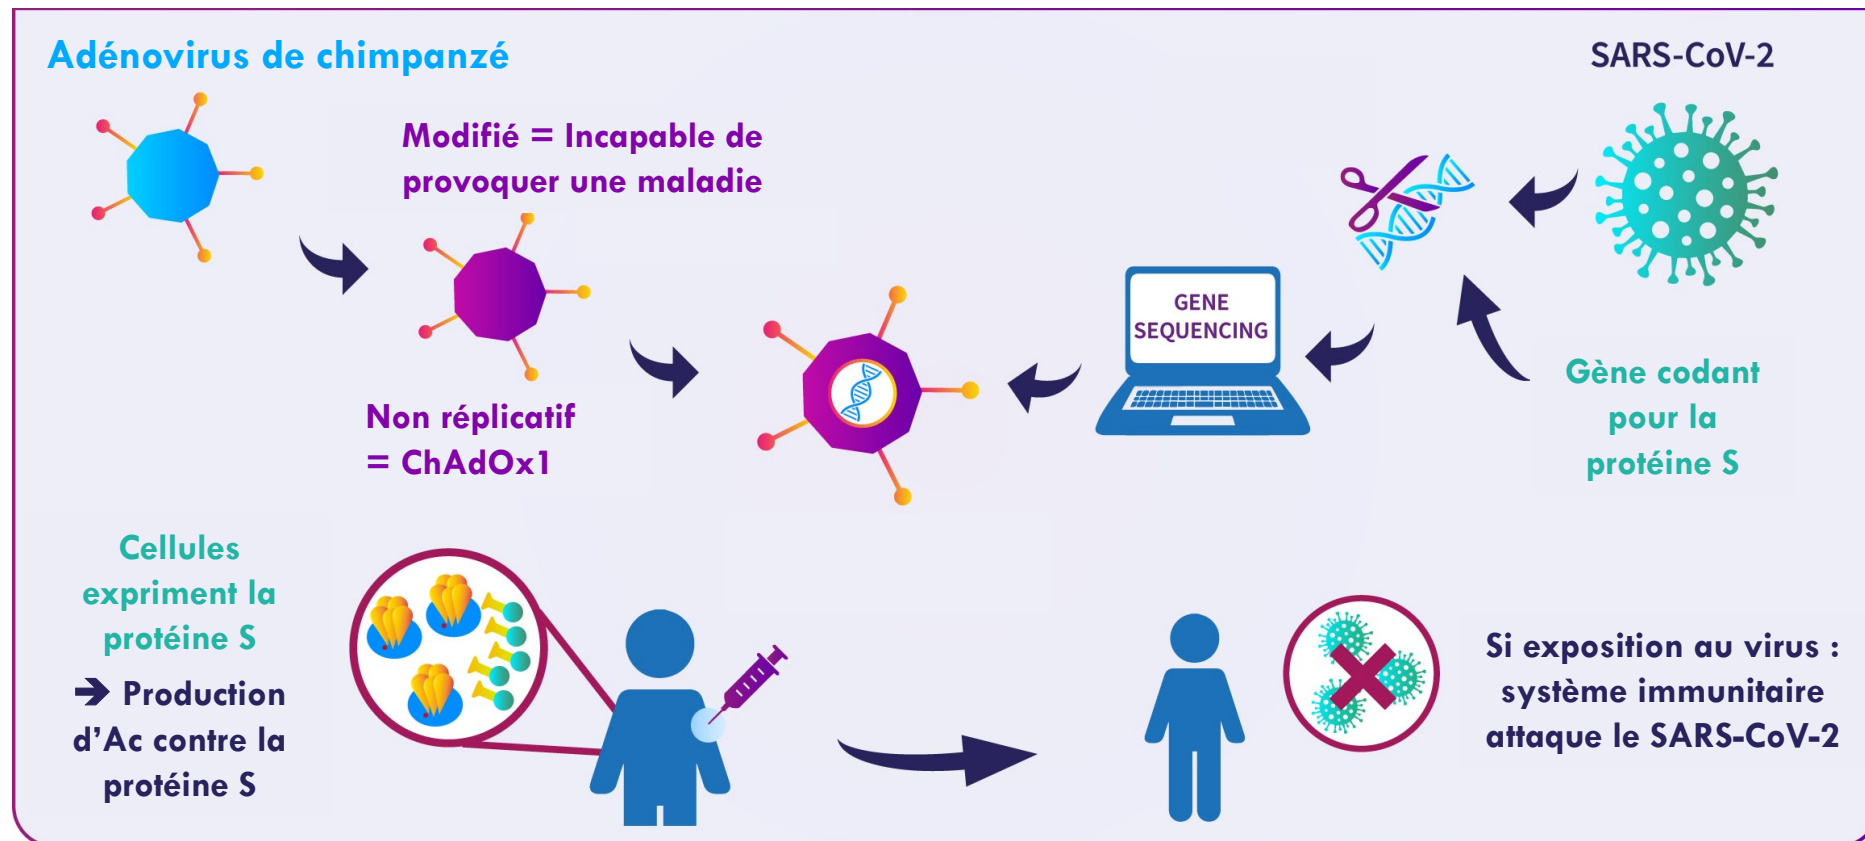 Adénovirus de chimpanzé
SARS-CoV-2
Modifié = Incapable de
provoquer une maladie
GENE
SEQUENCING
Gène codant
pour la
protéine S
Non réplicatif
= ChAdOx1
Cellules
expriment la
protéine S
➔ Production
d’Ac contre la
protéine S
Si exposition au virus :
système immunitaire
attaque le SARS-CoV-2